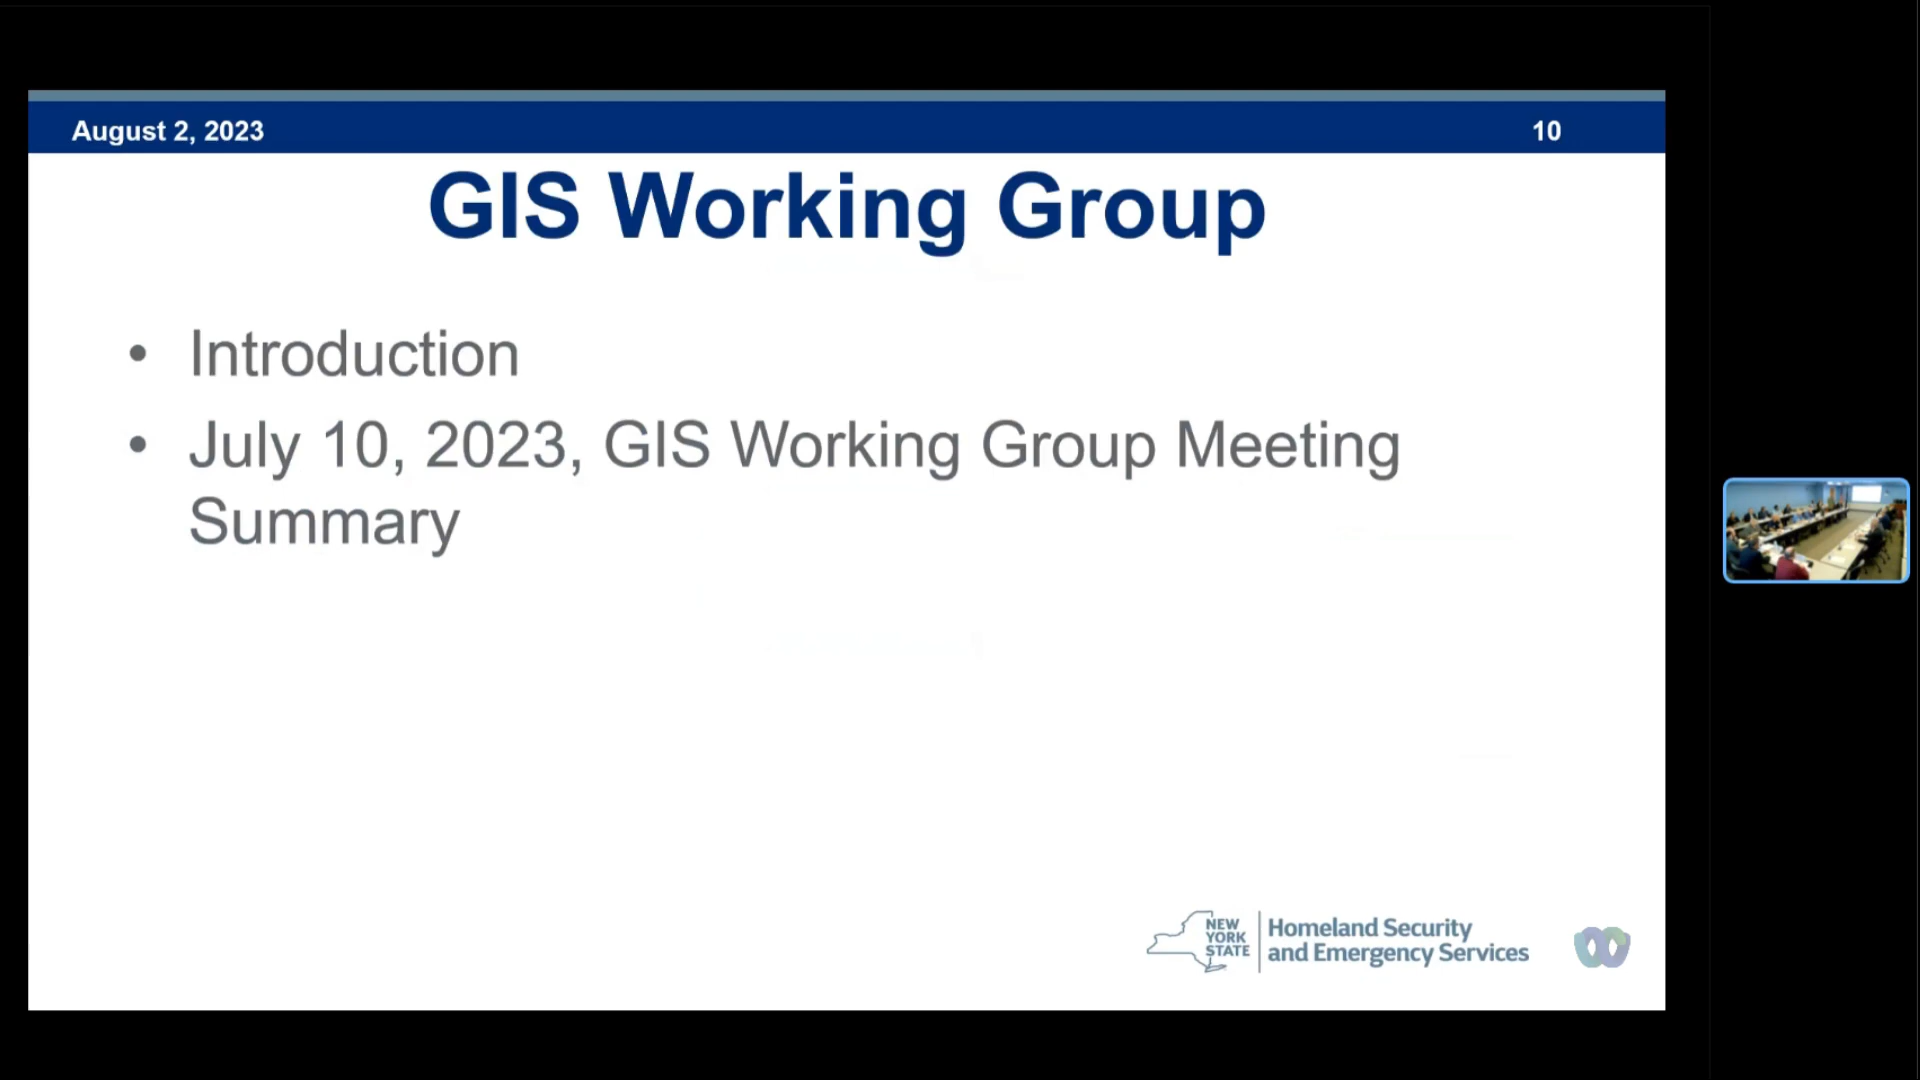 August 2, 2023
10
GIS Working Group
• Introduction
• July 10, 2023, GIS Working Group Meeting
Summary
NEW
YORK
STATE
Homeland Security
and Emergency Services